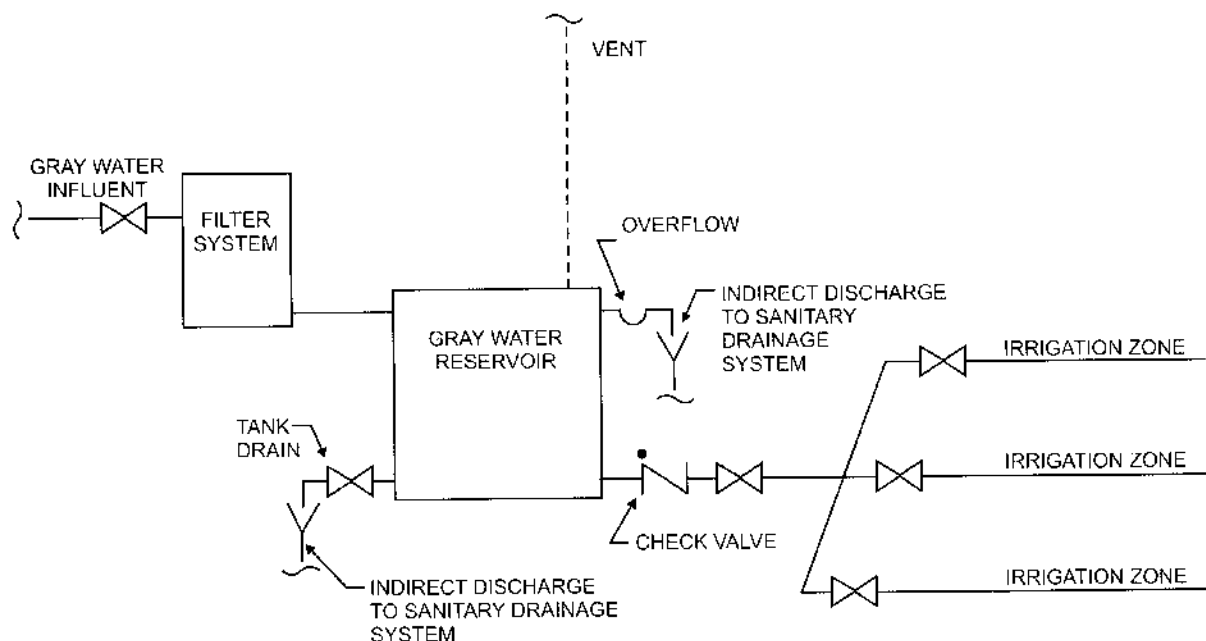 VENT
GRAY WATER
INFLUENT
FILTER
SYSTEM
OVERFLOW
INDIRECT DISCHARGE
TO SANITARY
DRAINAGE
SYSTEM
GRAY WATER
RESERVOIR
IRRIGATION ZONE
TANK
DRAIN
IRRIGATION ZONE
CHECK VALVE
IRRIGATION ZONE
INDIRECT DISCHARGE
TO SANITARY DRAINAGE
SYSTEM